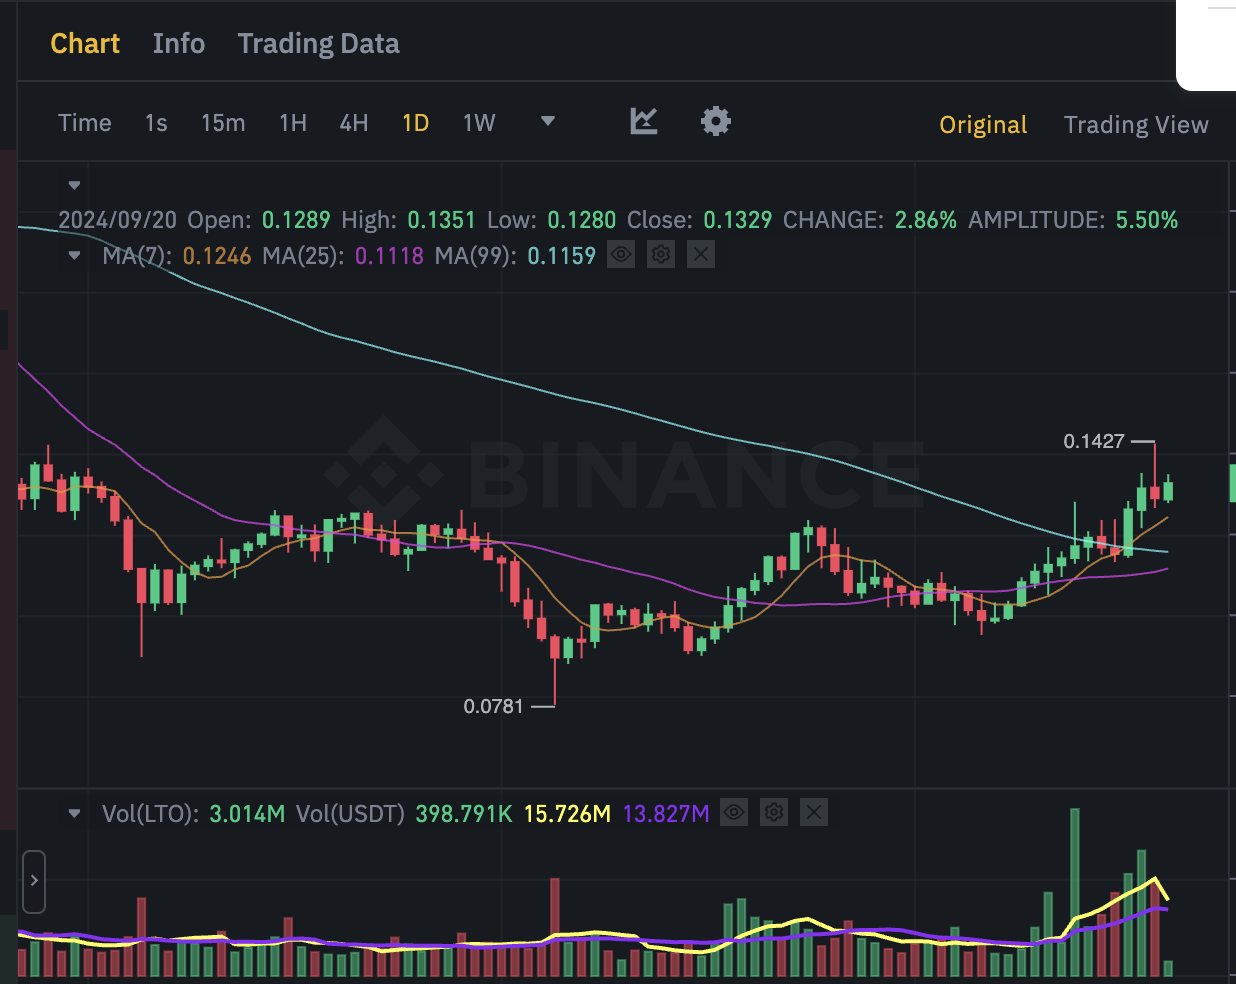 Chart Info Trading Data
Time 1s 15m 1H 4H 1D 1W Original Trading View
2024/09/20 Open: 0.1289 High: 0.1351 Low: 0.1280 Close: 0.1329 CHANGE: 2.86% AMPLITUDE: 5.50%
MA(7): 0.1246 MA(25): 0.1118 MA(99): 0.1159
0.1427
BINANCE
0.0781
Vol(LTO): 3.014M Vol(USDT) 398.791K 15.726M 13.827M